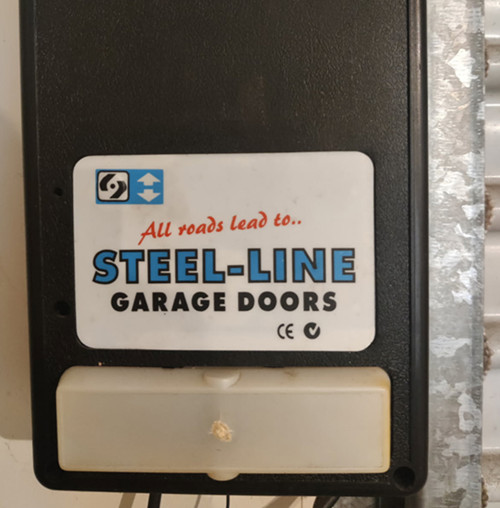 All roads lead to..
STEEL-LINE
GARAGE DOORS
CE